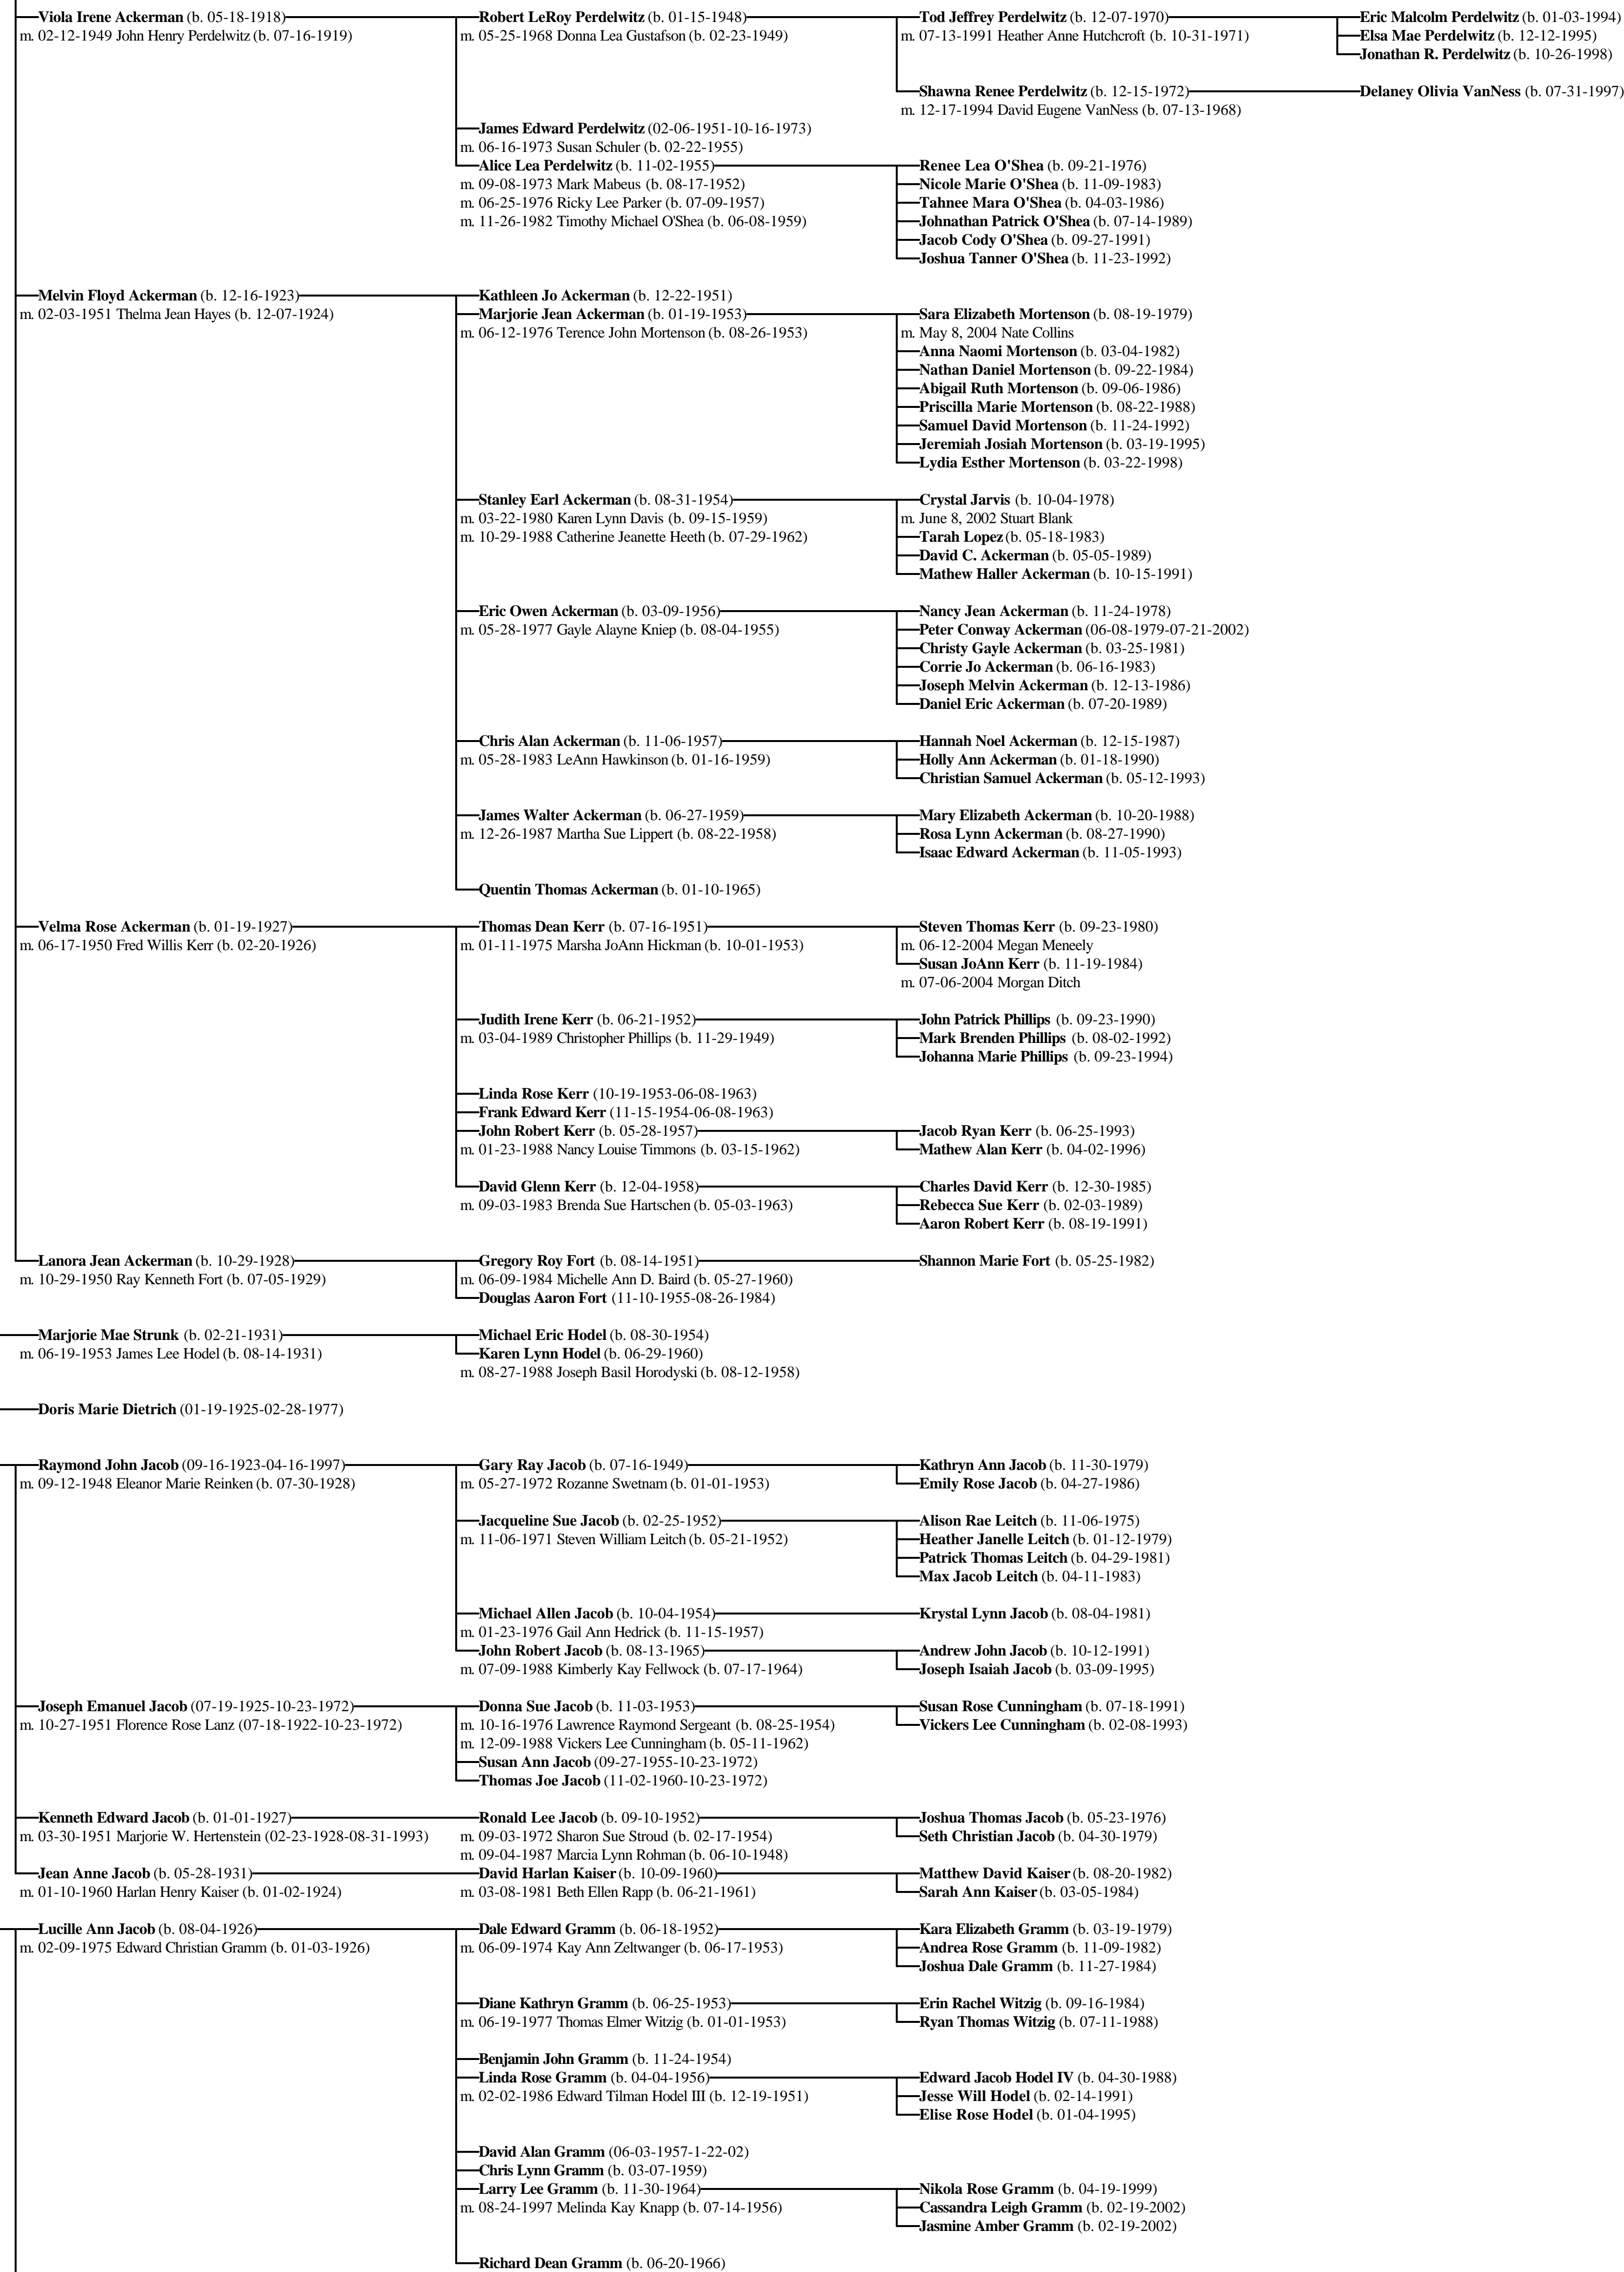 Viola Irene Ackerman (b. 05-18-1918) Robert LeRoy Perdelwitz (b. 01-15-1948) Tod Jeffrey Perdelwitz (b. 12-07-1970) Eric Malcolm Perdelwitz (b. 01-03-1994)
m. 02-12-1949 John Henry Perdelwitz (b. 07-16-1919) m. 05-25-1968 Donna Lea Gustafson (b. 02-23-1949) m. 07-13-1991 Heather Anne Hutchcroft (b. 10-31-1971) Elsa Mae Perdelwitz (b. 12-12-1995)
Jonathan R. Perdelwitz (b. 10-26-1998)
Shawna Renee Perdelwitz (b. 12-15-1972) Delaney Olivia VanNess (b. 07-31-1997)
m. 12-17-1994 David Eugene VanNess (b. 07-13-1968)
James Edward Perdelwitz (02-06-1951-10-16-1973)
m. 06-16-1973 Susan Schuler (b. 02-22-1955)
Alice Lea Perdelwitz (b. 11-02-1955) Renee Lea O'Shea (b. 09-21-1976)
m. 09-08-1973 Mark Mabeus (b. 08-17-1952) Nicole Marie O'Shea (b. 11-09-1983)
m. 06-25-1976 Ricky Lee Parker (b. 07-09-1957) Tahnee Mara O'Shea (b. 04-03-1986)
m. 11-26-1982 Timothy Michael O'Shea (b. 06-08-1959) Johnathan Patrick O'Shea (b. 07-14-1989)
Jacob Cody O'Shea (b. 09-27-1991)
Joshua Tanner O'Shea (b. 11-23-1992)
Melvin Floyd Ackerman (b. 12-16-1923) Kathleen Jo Ackerman (b. 12-22-1951)
m. 02-03-1951 Thelma Jean Hayes (b. 12-07-1924) Marjorie Jean Ackerman (b. 01-19-1953) Sara Elizabeth Mortenson (b. 08-19-1979)
m. 06-12-1976 Terence John Mortenson (b. 08-26-1953) m. May 8, 2004 Nate Collins
Anna Naomi Mortenson (b. 03-04-1982)
Nathan Daniel Mortenson (b. 09-22-1984)
Abigail Ruth Mortenson (b. 09-06-1986)
Priscilla Marie Mortenson (b. 08-22-1988)
Samuel David Mortenson (b. 11-24-1992)
Jeremiah Josiah Mortenson (b. 03-19-1995)
Lydia Esther Mortenson (b. 03-22-1998)
Stanley Earl Ackerman (b. 08-31-1954) Crystal Jarvis (b. 10-04-1978)
m. 03-22-1980 Karen Lynn Davis (b. 09-15-1959) m. June 8, 2002 Stuart Blank
m. 10-29-1988 Catherine Jeanette Heeth (b. 07-29-1962) Tarah Lopez (b. 05-18-1983)
David C. Ackerman (b. 05-05-1989)
Mathew Haller Ackerman (b. 10-15-1991)
Eric Owen Ackerman (b. 03-09-1956) Nancy Jean Ackerman (b. 11-24-1978)
m. 05-28-1977 Gayle Alayne Kniep (b. 08-04-1955) Peter Conway Ackerman (06-08-1979-07-21-2002)
Christy Gayle Ackerman (b. 03-25-1981)
Corrie Jo Ackerman (b. 06-16-1983)
Joseph Melvin Ackerman (b. 12-13-1986)
Daniel Eric Ackerman (b. 07-20-1989)
Chris Alan Ackerman (b. 11-06-1957) Hannah Noel Ackerman (b. 12-15-1987)
m. 05-28-1983 LeAnn Hawkinson (b. 01-16-1959) Holly Ann Ackerman (b. 01-18-1990)
Christian Samuel Ackerman (b. 05-12-1993)
James Walter Ackerman (b. 06-27-1959) Mary Elizabeth Ackerman (b. 10-20-1988)
m. 12-26-1987 Martha Sue Lippert (b. 08-22-1958) Rosa Lynn Ackerman (b. 08-27-1990)
Isaac Edward Ackerman (b. 11-05-1993)
Quentin Thomas Ackerman (b. 01-10-1965)
Velma Rose Ackerman (b. 01-19-1927) Thomas Dean Kerr (b. 07-16-1951) Steven Thomas Kerr (b. 09-23-1980)
m. 06-17-1950 Fred Willis Kerr (b. 02-20-1926) m. 01-11-1975 Marsha JoAnn Hickman (b. 10-01-1953) m. 06-12-2004 Megan Meneely
Susan JoAnn Kerr (b. 11-19-1984)
m. 07-06-2004 Morgan Ditch
Judith Irene Kerr (b. 06-21-1952) John Patrick Phillips (b. 09-23-1990)
m. 03-04-1989 Christopher Phillips (b. 11-29-1949) Mark Brenden Phillips (b. 08-02-1992)
Johanna Marie Phillips (b. 09-23-1994)
Linda Rose Kerr (10-19-1953-06-08-1963)
Frank Edward Kerr (11-15-1954-06-08-1963)
John Robert Kerr (b. 05-28-1957) Jacob Ryan Kerr (b. 06-25-1993)
m. 01-23-1988 Nancy Louise Timmons (b. 03-15-1962) Mathew Alan Kerr (b. 04-02-1996)
David Glenn Kerr (b. 12-04-1958) Charles David Kerr (b. 12-30-1985)
m. 09-03-1983 Brenda Sue Hartschen (b. 05-03-1963) Rebecca Sue Kerr (b. 02-03-1989)
Aaron Robert Kerr (b. 08-19-1991)
Lanora Jean Ackerman (b. 10-29-1928) Gregory Roy Fort (b. 08-14-1951) Shannon Marie Fort (b. 05-25-1982)
m. 10-29-1950 Ray Kenneth Fort (b. 07-05-1929) m. 06-09-1984 Michelle Ann D. Baird (b. 05-27-1960)
Douglas Aaron Fort (11-10-1955-08-26-1984)
Marjorie Mae Strunk (b. 02-21-1931) Michael Eric Hodel (b. 08-30-1954)
m. 06-19-1953 James Lee Hodel (b. 08-14-1931) Karen Lynn Hodel (b. 06-29-1960)
m. 08-27-1988 Joseph Basil Horodyski (b. 08-12-1958)
Doris Marie Dietrich (01-19-1925-02-28-1977)
Raymond John Jacob (09-16-1923-04-16-1997) Gary Ray Jacob (b. 07-16-1949) Kathryn Ann Jacob (b. 11-30-1979)
m. 09-12-1948 Eleanor Marie Reinken (b. 07-30-1928) m. 05-27-1972 Rozanne Swetnam (b. 01-01-1953) Emily Rose Jacob (b. 04-27-1986)
Jacqueline Sue Jacob (b. 02-25-1952) Alison Rae Leitch (b. 11-06-1975)
m. 11-06-1971 Steven William Leitch (b. 05-21-1952) Heather Janelle Leitch (b. 01-12-1979)
Patrick Thomas Leitch (b. 04-29-1981)
Max Jacob Leitch (b. 04-11-1983)
Michael Allen Jacob (b. 10-04-1954) Krystal Lynn Jacob (b. 08-04-1981)
m. 01-23-1976 Gail Ann Hedrick (b. 11-15-1957)
John Robert Jacob (b. 08-13-1965) Andrew John Jacob (b. 10-12-1991)
m. 07-09-1988 Kimberly Kay Fellwock (b. 07-17-1964) Joseph Isaiah Jacob (b. 03-09-1995)
Joseph Emanuel Jacob (07-19-1925-10-23-1972) Donna Sue Jacob (b. 11-03-1953) Susan Rose Cunningham (b. 07-18-1991)
m. 10-27-1951 Florence Rose Lanz (07-18-1922-10-23-1972) m. 10-16-1976 Lawrence Raymond Sergeant (b. 08-25-1954) Vickers Lee Cunningham (b. 02-08-1993)
m. 12-09-1988 Vickers Lee Cunningham (b. 05-11-1962)
Susan Ann Jacob (09-27-1955-10-23-1972)
Thomas Joe Jacob (11-02-1960-10-23-1972)
Kenneth Edward Jacob (b. 01-01-1927) Ronald Lee Jacob (b. 09-10-1952) Joshua Thomas Jacob (b. 05-23-1976)
m. 03-30-1951 Marjorie W. Hertenstein (02-23-1928-08-31-1993) m. 09-03-1972 Sharon Sue Stroud (b. 02-17-1954) Seth Christian Jacob (b. 04-30-1979)
m. 09-04-1987 Marcia Lynn Rohman (b. 06-10-1948)
Jean Anne Jacob (b. 05-28-1931) David Harlan Kaiser (b. 10-09-1960) Matthew David Kaiser (b. 08-20-1982)
m. 01-10-1960 Harlan Henry Kaiser (b. 01-02-1924) m. 03-08-1981 Beth Ellen Rapp (b. 06-21-1961) Sarah Ann Kaiser (b. 03-05-1984)
Lucille Ann Jacob (b. 08-04-1926) Dale Edward Gramm (b. 06-18-1952) Kara Elizabeth Gramm (b. 03-19-1979)
m. 02-09-1975 Edward Christian Gramm (b. 01-03-1926) m. 06-09-1974 Kay Ann Zeltwanger (b. 06-17-1953) Andrea Rose Gramm (b. 11-09-1982)
Joshua Dale Gramm (b. 11-27-1984)
Diane Kathryn Gramm (b. 06-25-1953) Erin Rachel Witzig (b. 09-16-1984)
m. 06-19-1977 Thomas Elmer Witzig (b. 01-01-1953) Ryan Thomas Witzig (b. 07-11-1988)
Benjamin John Gramm (b. 11-24-1954)
Linda Rose Gramm (b. 04-04-1956) Edward Jacob Hodel IV (b. 04-30-1988)
m. 02-02-1986 Edward Tilman Hodel III (b. 12-19-1951) Jesse Will Hodel (b. 02-14-1991)
Elise Rose Hodel (b. 01-04-1995)
David Alan Gramm (06-03-1957-1-22-02)
Chris Lynn Gramm (b. 03-07-1959)
Larry Lee Gramm (b. 11-30-1964) Nikola Rose Gramm (b. 04-19-1999)
m. 08-24-1997 Melinda Kay Knapp (b. 07-14-1956) Cassandra Leigh Gramm (b. 02-19-2002)
Jasmine Amber Gramm (b. 02-19-2002)
Richard Dean Gramm (b. 06-20-1966)